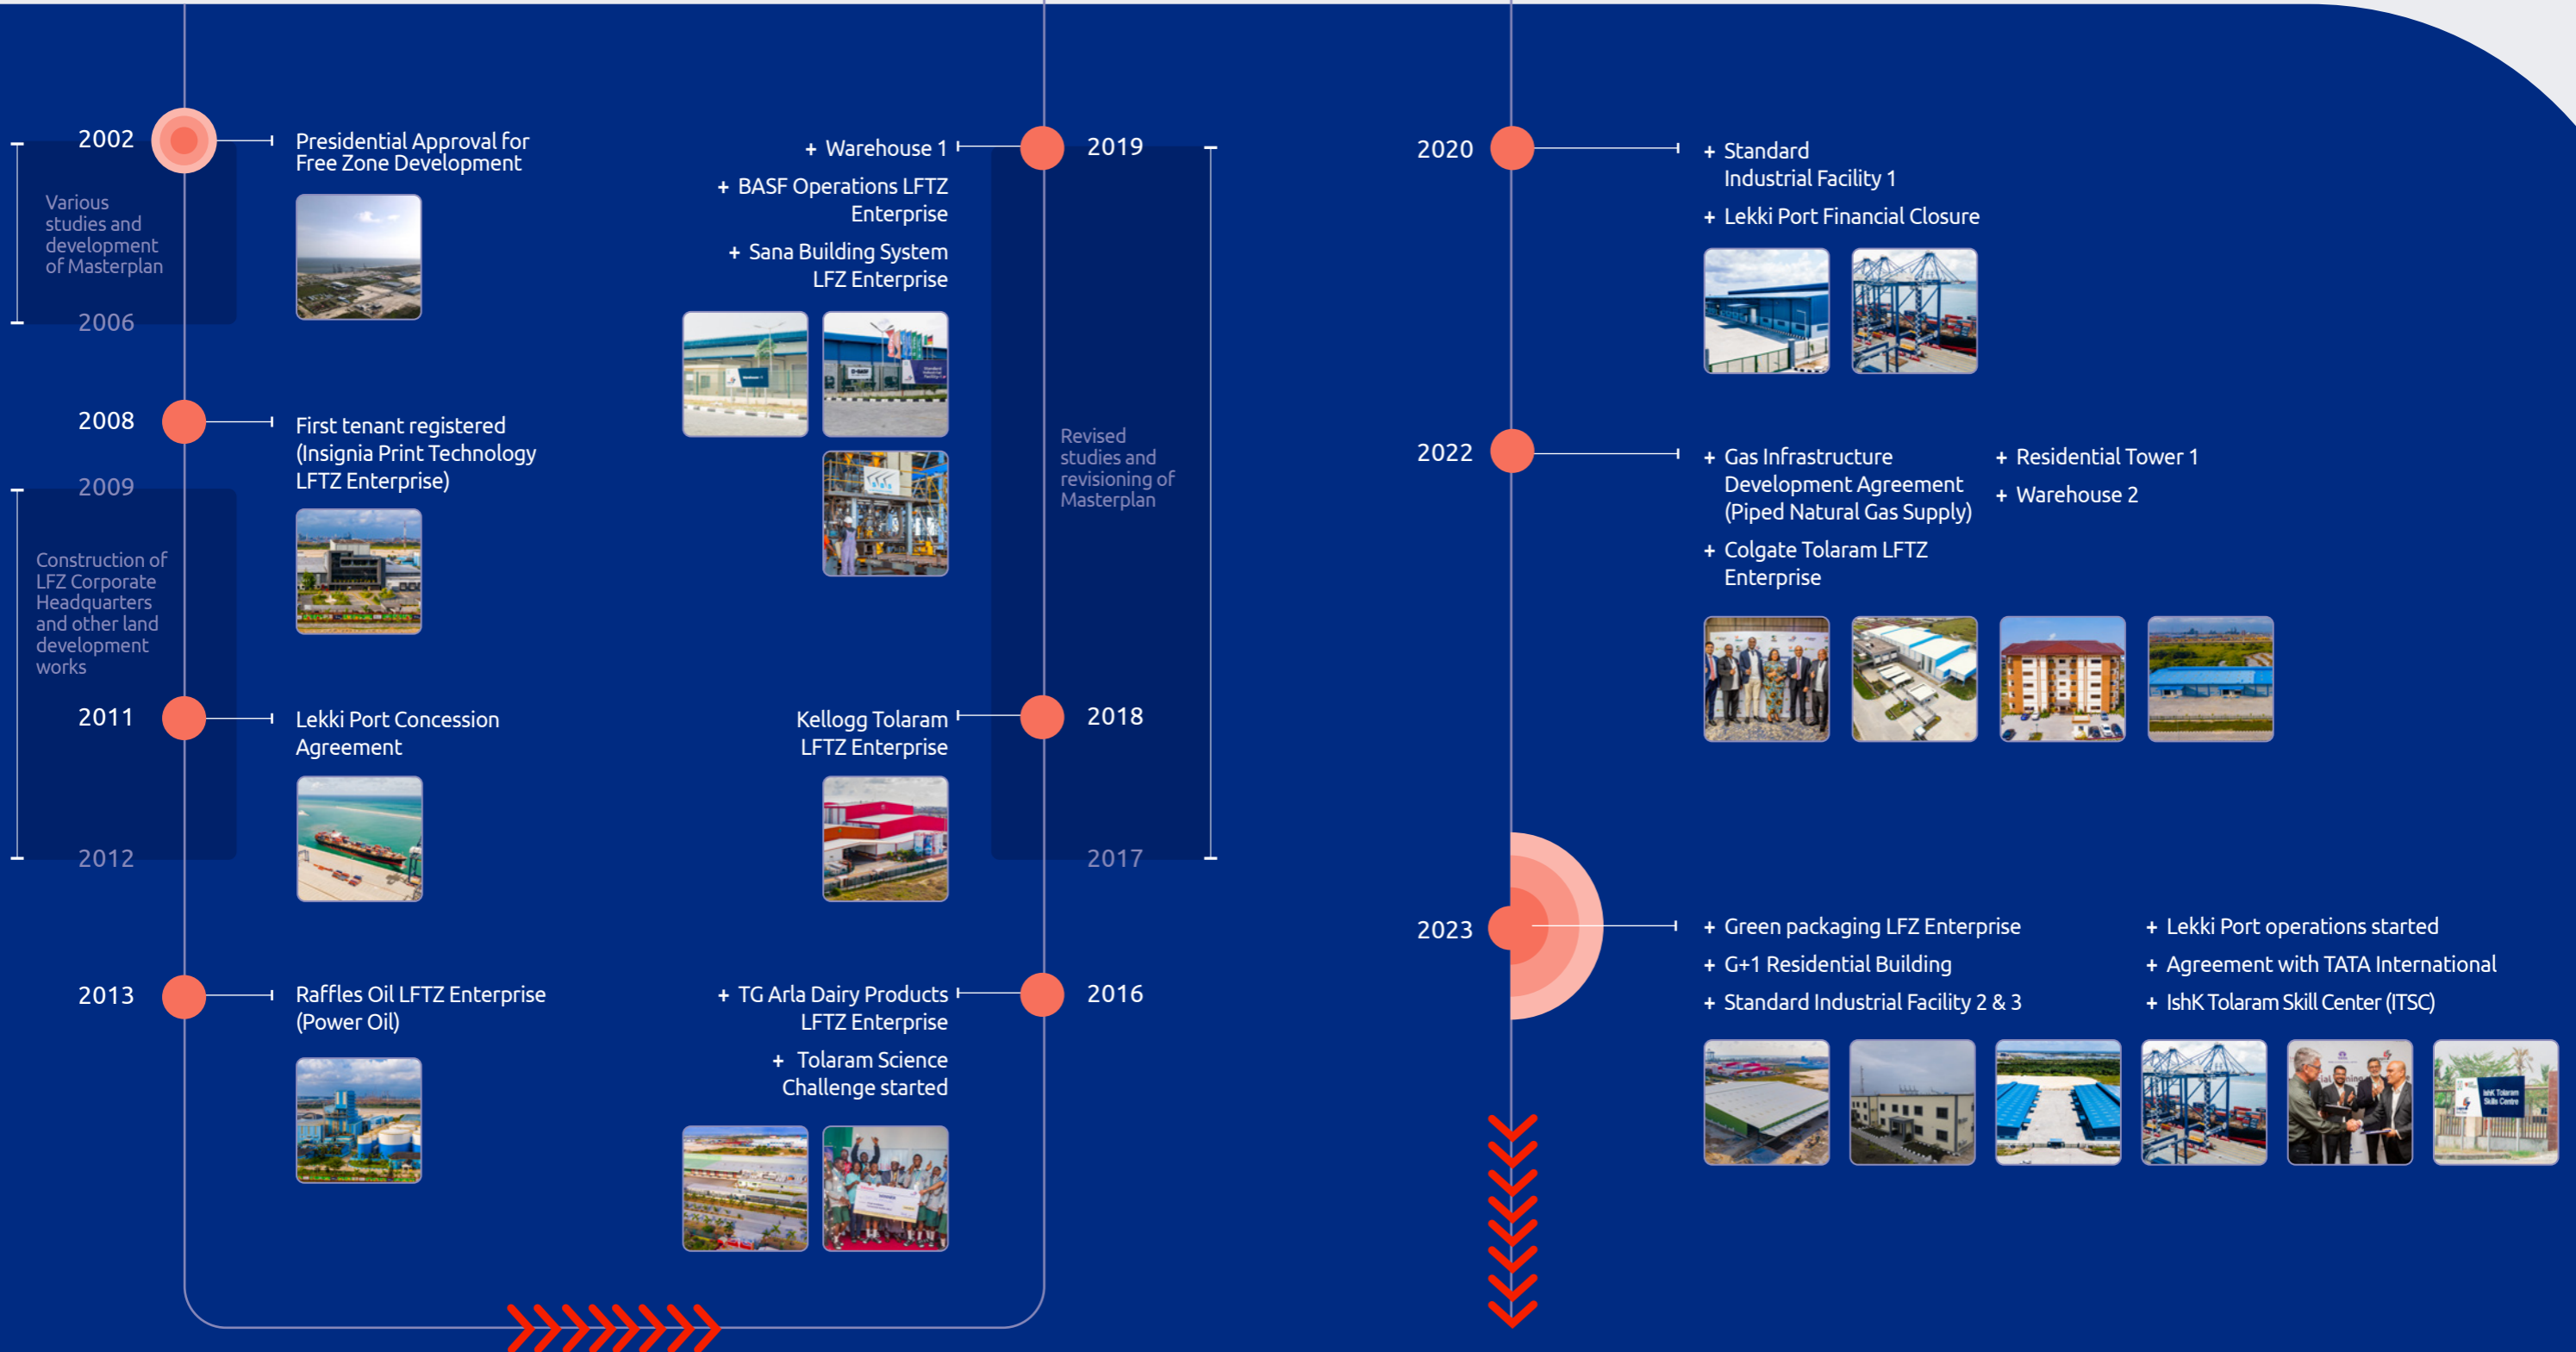 2002
Presidential Approval for
Free Zone Development
Various
studies and
development
of Masterplan
2006
2008
First tenant registered
(Insignia Print Technology
LFTZ Enterprise)
2009
Construction of
LFZ Corporate
Headquarters
and other land
development
works
2011
Lekki Port Concession
Agreement
2012
2013
Raffles Oil LFTZ Enterprise
(Power Oil)
2016
+ TG Arla Dairy Products
LFTZ Enterprise
+ Tolaram Science
Challenge started
2017
Revised
studies and
revisioning of
Masterplan
2018
Kellogg Tolaram
LFTZ Enterprise
2019
+ Warehouse 1
+ BASF Operations LFTZ
Enterprise
+ Sana Building System
LFZ Enterprise
2020
+ Standard
Industrial Facility 1
+ Lekki Port Financial Closure
2022
+ Gas Infrastructure
Development Agreement
(Piped Natural Gas Supply)
+ Colgate Tolaram LFTZ
Enterprise
+ Residential Tower 1
+ Warehouse 2
2023
+ Green packaging LFZ Enterprise
+ G+1 Residential Building
+ Standard Industrial Facility 2 & 3
+ Lekki Port operations started
+ Agreement with TATA International
+ IshK Tolaram Skill Center (ITSC)
IshK Tolaram
Skills Centre